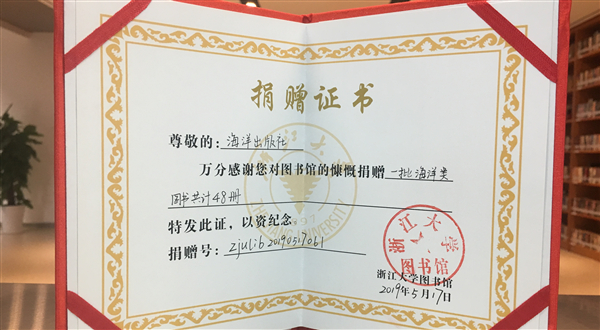 捐赠证书
尊敬的：海洋出版社
万分感谢您对图书馆的慷慨捐赠 一批海洋类
图书共计48册
特发此证，以资纪念。
捐赠号：zjulib20190517061
浙江大学
图书馆
浙江大学图书馆
2019年5月17日